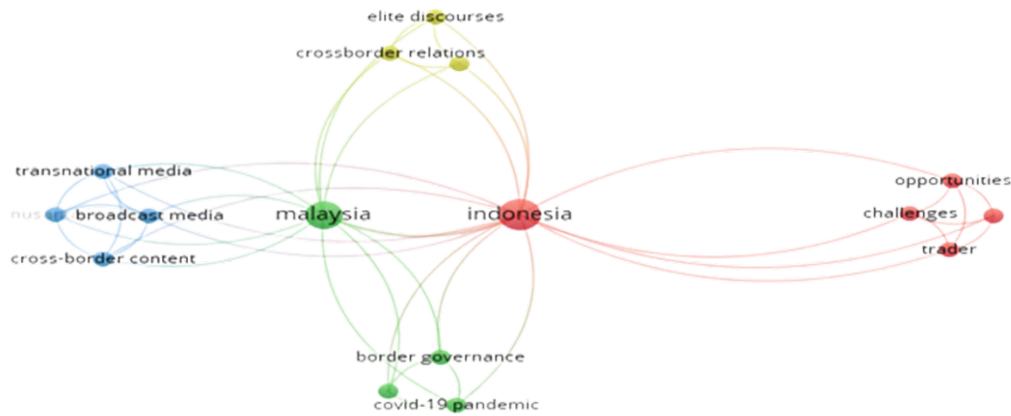 elite discourses
crossborder relations
transnational media
opportunities
broadcast media
malaysia
indonesia
challenges
trader
cross-border content
border governance
covid-19 pandemic